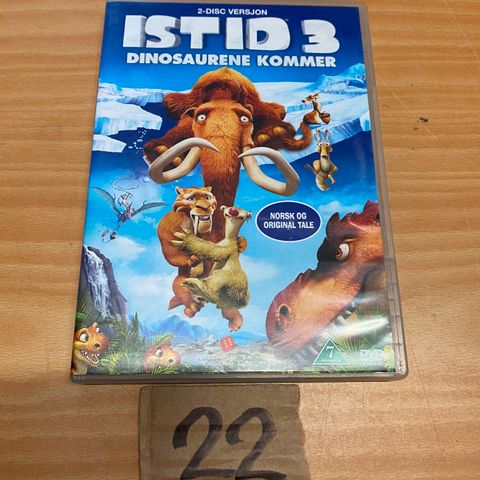 2-DISC VERSJON
ISTID 3
DINOSAURENE KOMMER
NORSK OG
ORIGINAL TALE
7
DVD
22